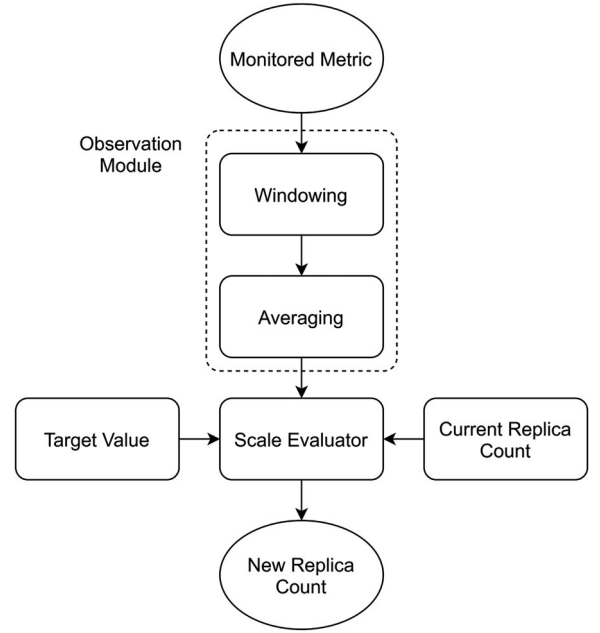 Monitored Metric
Observation
Module
Windowing
Averaging
Target Value
Scale Evaluator
Current Replica
Count
New Replica
Count